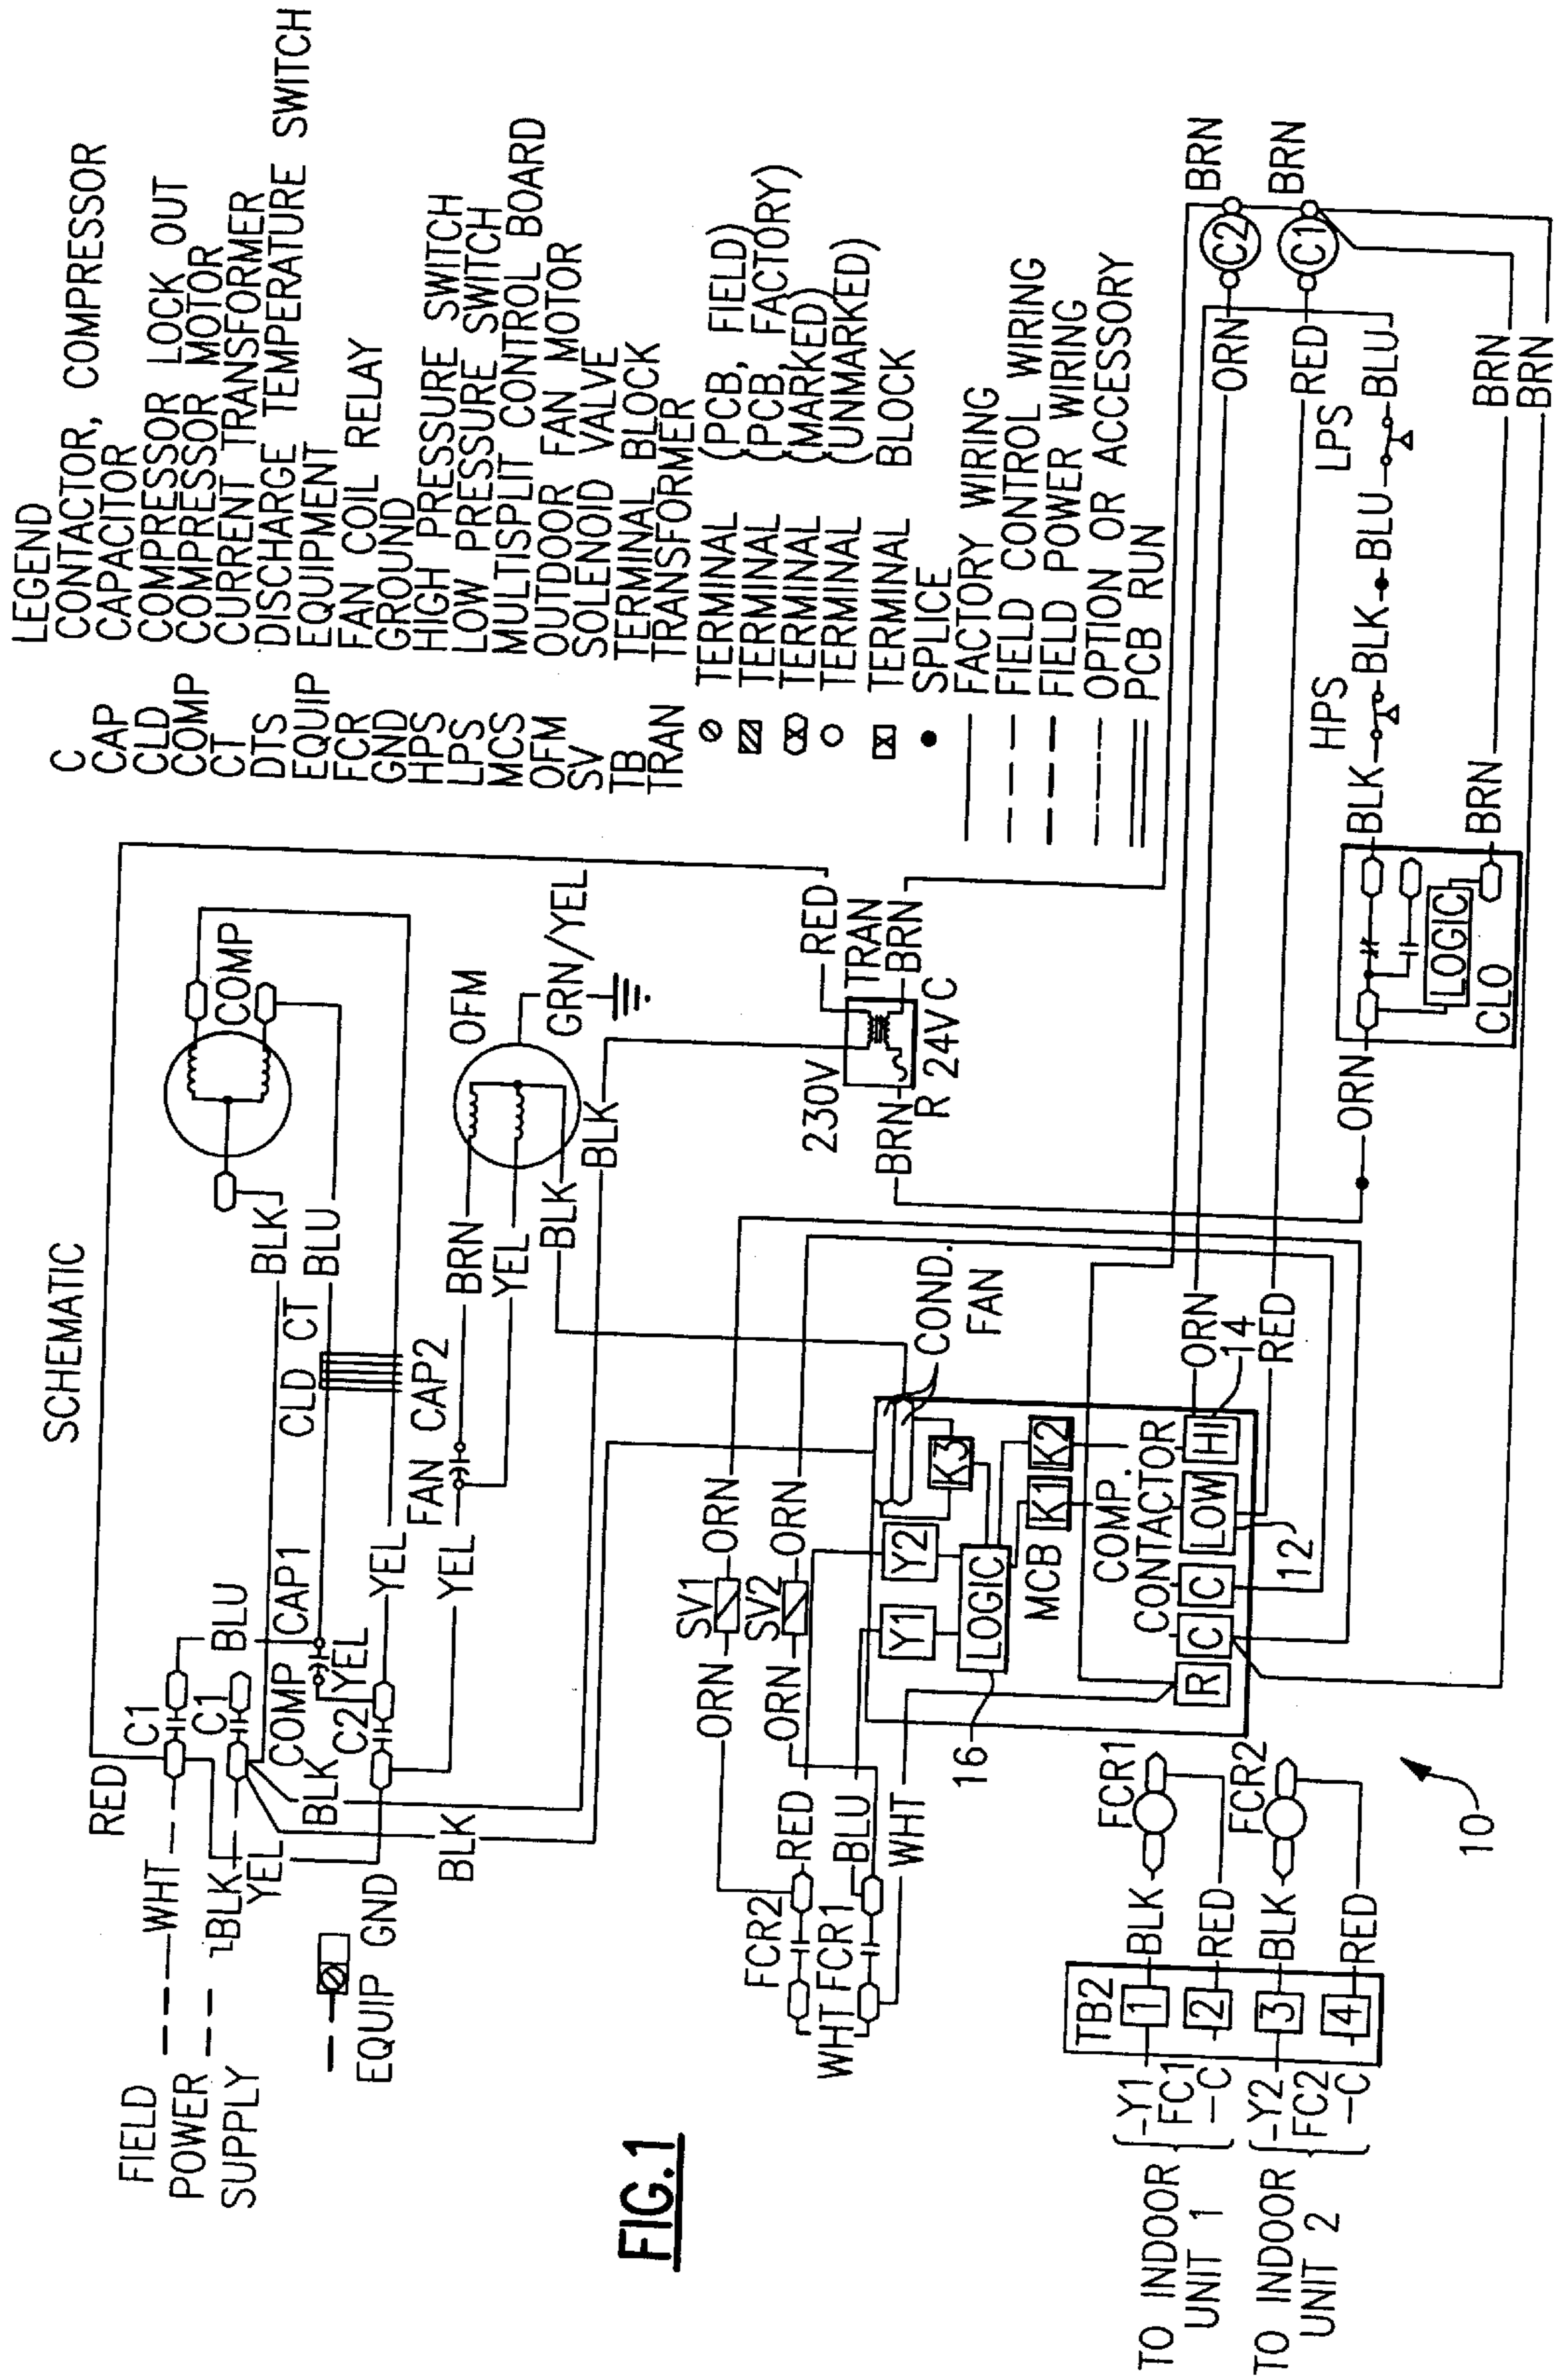 SCHEMATIC
FIELD
POWER
SUPPLY
WHT
BLK
YEL
RED
C1
C1
BLU
COMP CAP1
YEL
C2
BLK
BLK
EQUIP GND
YEL
YEL
FAN CAP2
CLD CT
BLK
BLU
COMP
BRN
YEL
BLK
OFM
GRN/YEL
BLK
230V
RED
TRAN
BRN
BRN
R 24V C
LEGEND
C CONTACTOR, COMPRESSOR
CAP CAPACITOR
CLD COMPRESSOR LOCK OUT
COMP COMPRESSOR MOTOR
CT CURRENT TRANSFORMER
DTS DISCHARGE TEMPERATURE SWITCH
EQUIP EQUIPMENT
FCR FAN COIL RELAY
GND GROUND
HPS HIGH PRESSURE SWITCH
LPS LOW PRESSURE SWITCH
MCS MULTISPLIT CONTROL BOARD
OFM OUTDOOR FAN MOTOR
SV SOLENOID VALVE
TB TERMINAL BLOCK
TRAN TRANSFORMER
TERMINAL (PCB, FIELD)
TERMINAL (PCB, FACTORY)
TERMINAL (MARKED)
TERMINAL (UNMARKED)
TERMINAL BLOCK
SPLICE
FACTORY WIRING
FIELD CONTROL WIRING
FIELD POWER WIRING
OPTION OR ACCESSORY
PCB RUN
FIG.1
FCR2
WHT FCR1
RED
BLU
WHT
ORN SV1 ORN
ORN SV2 ORN
COND.
FAN
Y1 Y2 K3
LOGIC
16
MCB K1 K2
COMP.
CONTACTOR
R C C LOW HI
12
14
ORN
RED
ORN
CLO
LOGIC
BLK
BRN
HPS
BLK
BLU
LPS
BLU
BRN
BRN
ORN
RED
C2
C1
BRN
BRN
TO INDOOR
UNIT 1
Y1
FC1
C
TO INDOOR
UNIT 2
Y2
FC2
C
TB2
1 BLK FCR1
2 RED
3 BLK FCR2
4 RED
10